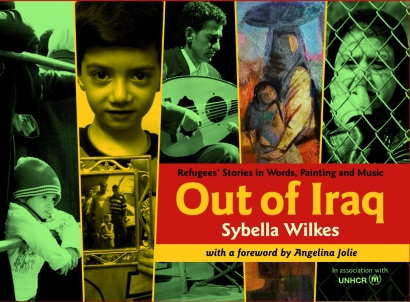 Refugees' Stories in Words, Painting and Music
Out of Iraq
Sybella Wilkes
with a foreword by Angelina Jolie
In association with
UNHCR